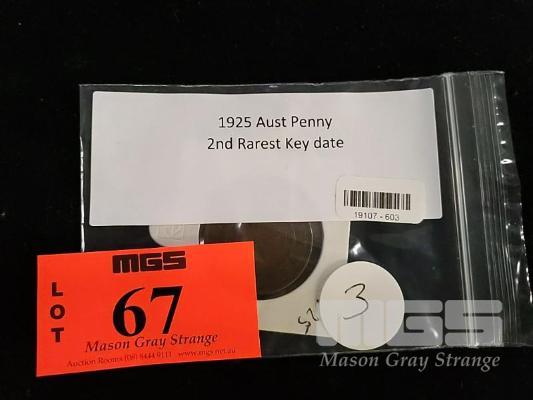 1925 Aust Penny
2nd Rarest Key date
19107 - 603
MGS
LOT
67
Mason Gray Strange
Auction Rooms (08) 8444 9111 www.mgs.net.au
3
MGS
Mason Gray Strange